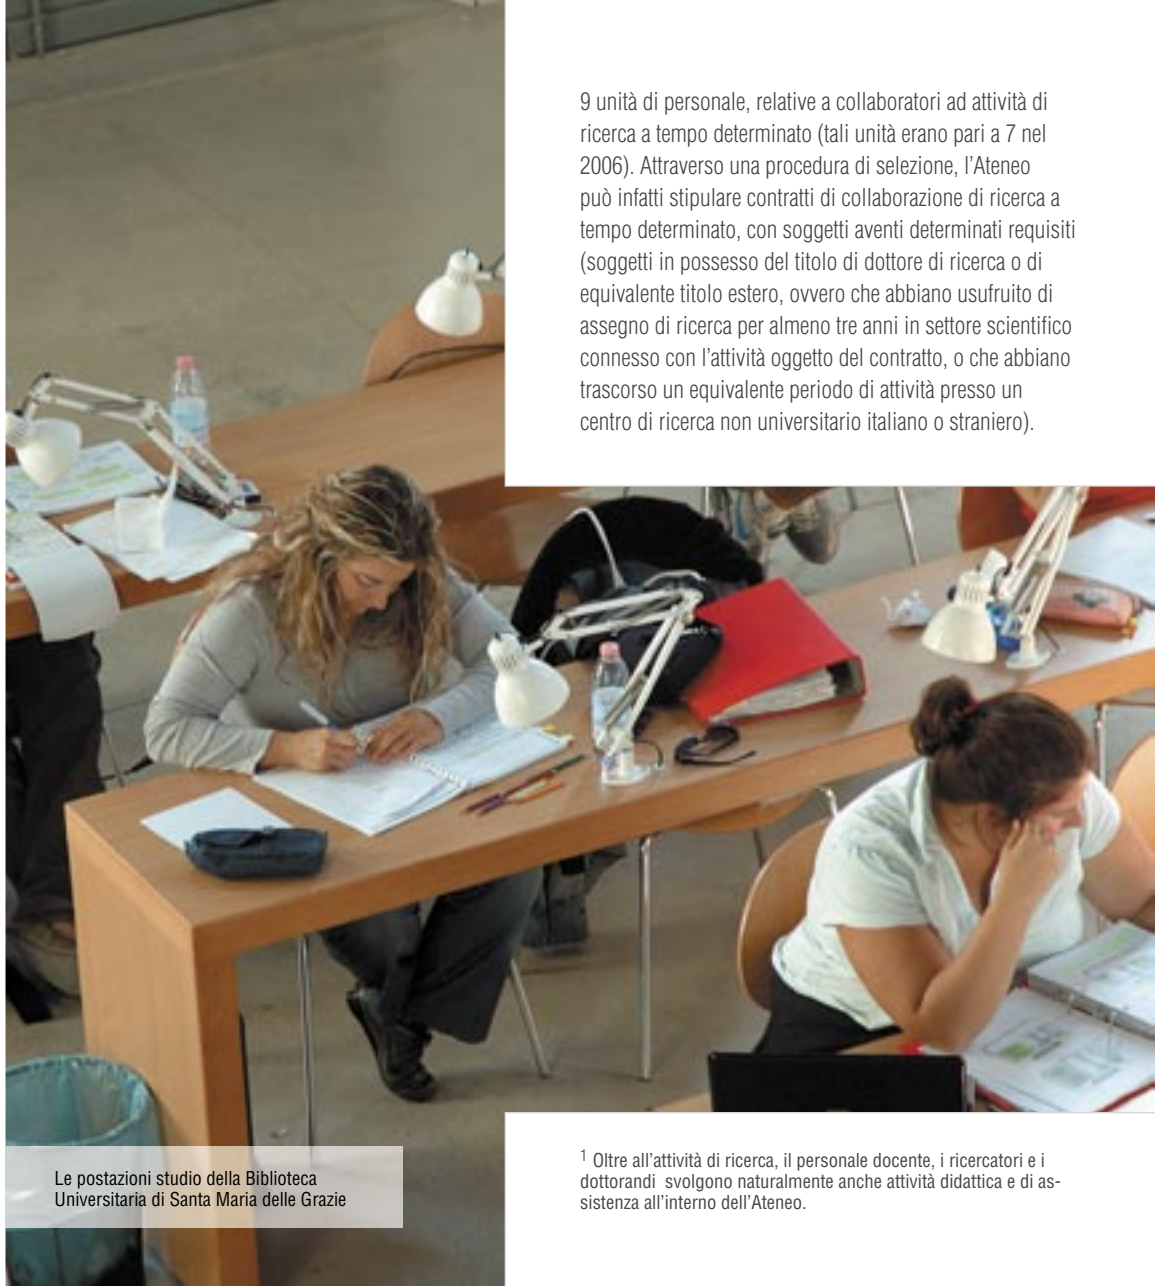 9 unità di personale, relative a collaboratori ad attività di
ricerca a tempo determinato (tali unità erano pari a 7 nel
2006). Attraverso una procedura di selezione, l'Ateneo
può infatti stipulare contratti di collaborazione di ricerca a
tempo determinato, con soggetti aventi determinati requisiti
(soggetti in possesso del titolo di dottore di ricerca o di
equivalente titolo estero, ovvero che abbiano usufruito di
assegno di ricerca per almeno tre anni in settore scientifico
connesso con l'attività oggetto del contratto, o che abbiano
trascorso un equivalente periodo di attività presso un
centro di ricerca non universitario italiano o straniero).
Le postazioni studio della Biblioteca
Universitaria di Santa Maria delle Grazie
1 Oltre all'attività di ricerca, il personale docente, i ricercatori e i
dottorandi svolgono naturalmente anche attività didattica e di as-
sistenza all'interno dell'Ateneo.